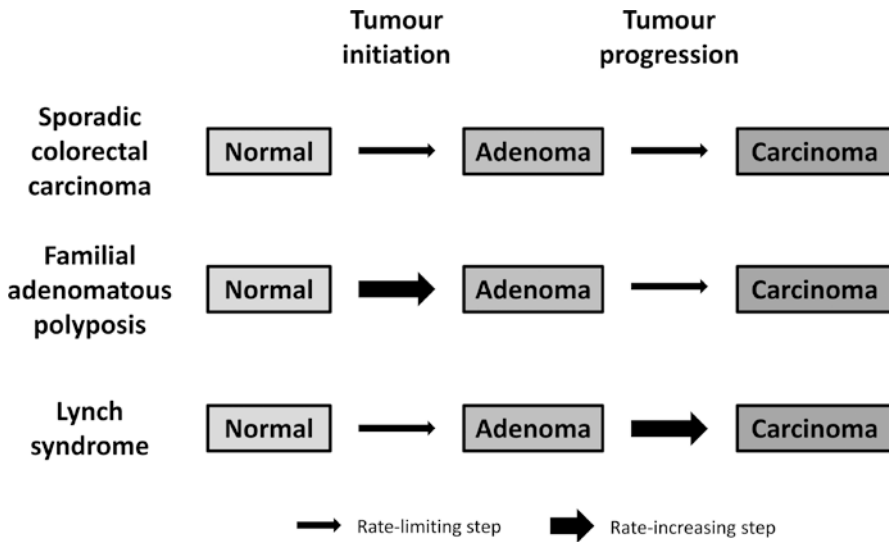 Tumour
initiation
Tumour
progression
Sporadic
colorectal
carcinoma
Normal
Adenoma
Carcinoma
Familial
adenomatous
polyposis
Normal
Adenoma
Carcinoma
Lynch
syndrome
Normal
Adenoma
Carcinoma
Rate-limiting step
Rate-increasing step